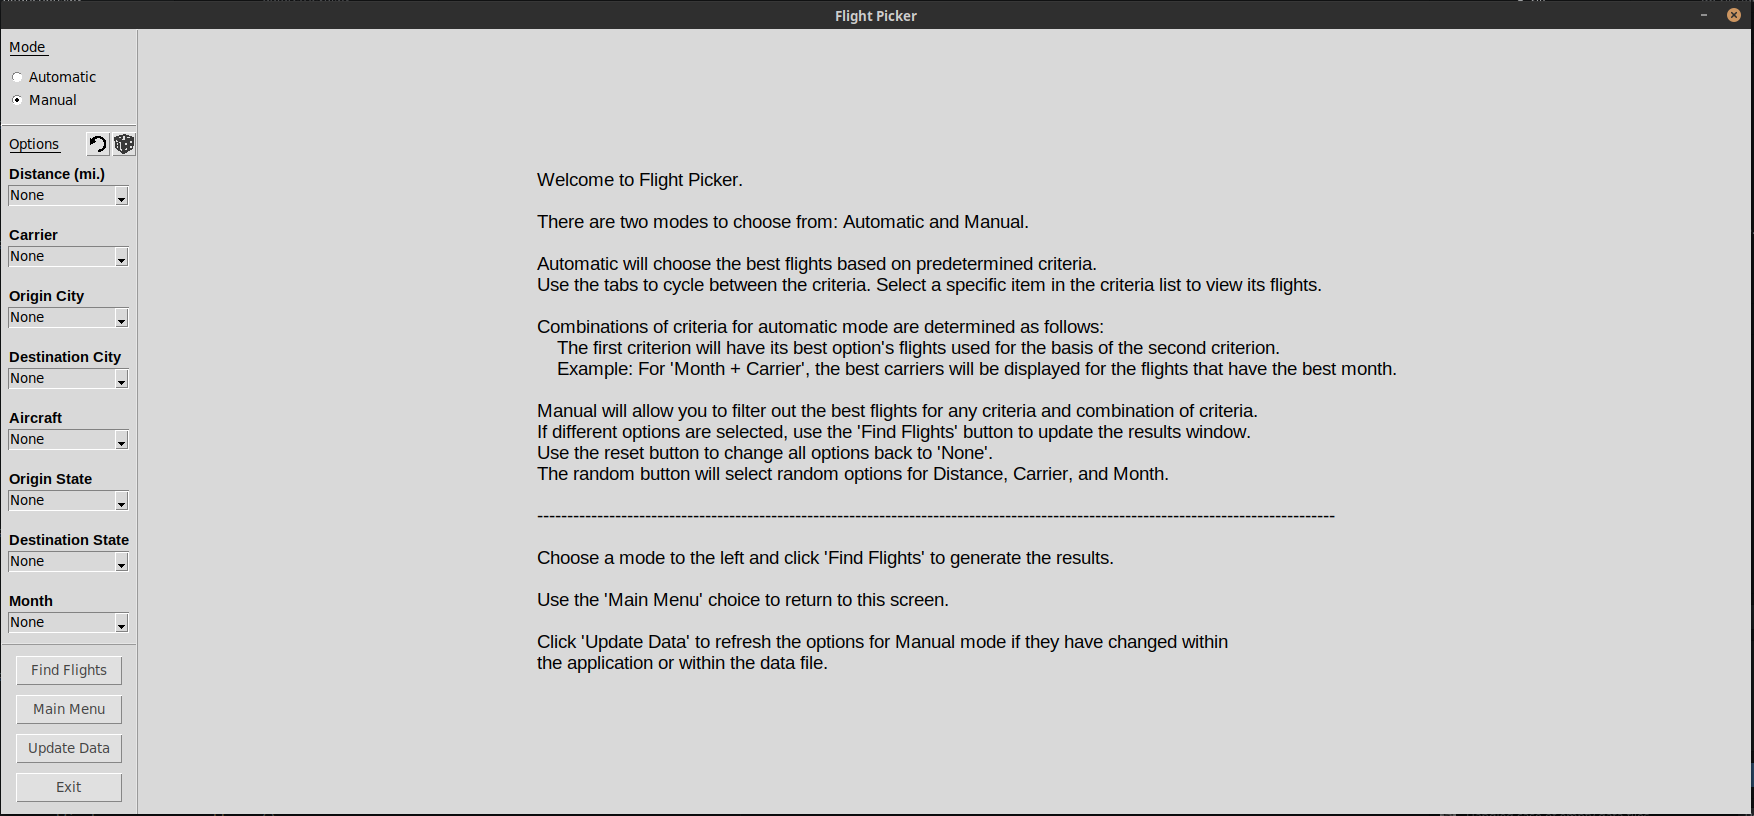 Flight Picker
Mode
Automatic
Manual
Options
Distance (mi.)
None
Carrier
None
Origin City
None
Destination City
None
Aircraft
None
Origin State
None
Destination State
None
Month
None
Find Flights
Main Menu
Update Data
Exit
Welcome to Flight Picker.
There are two modes to choose from: Automatic and Manual.
Automatic will choose the best flights based on predetermined criteria.
Use the tabs to cycle between the criteria. Select a specific item in the criteria list to view its flights.
Combinations of criteria for automatic mode are determined as follows:
The first criterion will have its best option's flights used for the basis of the second criterion.
Example: For 'Month + Carrier', the best carriers will be displayed for the flights that have the best month.
Manual will allow you to filter out the best flights for any criteria and combination of criteria.
If different options are selected, use the 'Find Flights' button to update the results window.
Use the reset button to change all options back to 'None'.
The random button will select random options for Distance, Carrier, and Month.
Choose a mode to the left and click 'Find Flights' to generate the results.
Use the 'Main Menu' choice to return to this screen.
Click 'Update Data' to refresh the options for Manual mode if they have changed within
the application or within the data file.